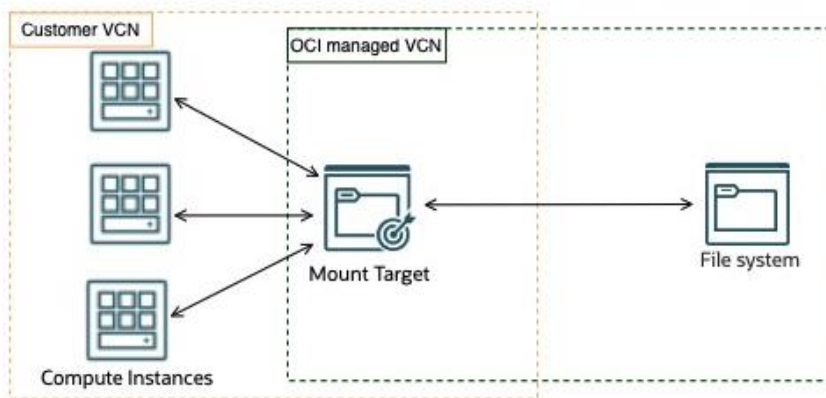 Customer VCN
OCI managed VCN
Mount Target
File system
Compute Instances